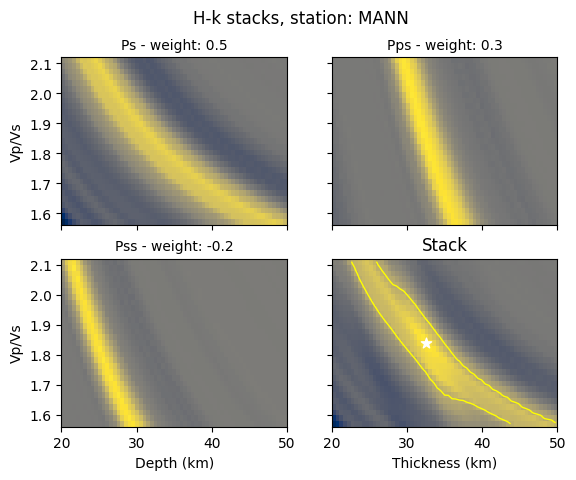 H-k stacks, station: MANN
Ps - weight: 0.5
Pps - weight: 0.3
2.1
2.0
1.9
1.8
1.7
1.6
Vp/Vs
Pss - weight: -0.2
Stack
2.1
2.0
1.9
1.8
1.7
1.6
Vp/Vs
20 30 40 50
20 30 40 50
Depth (km)
Thickness (km)